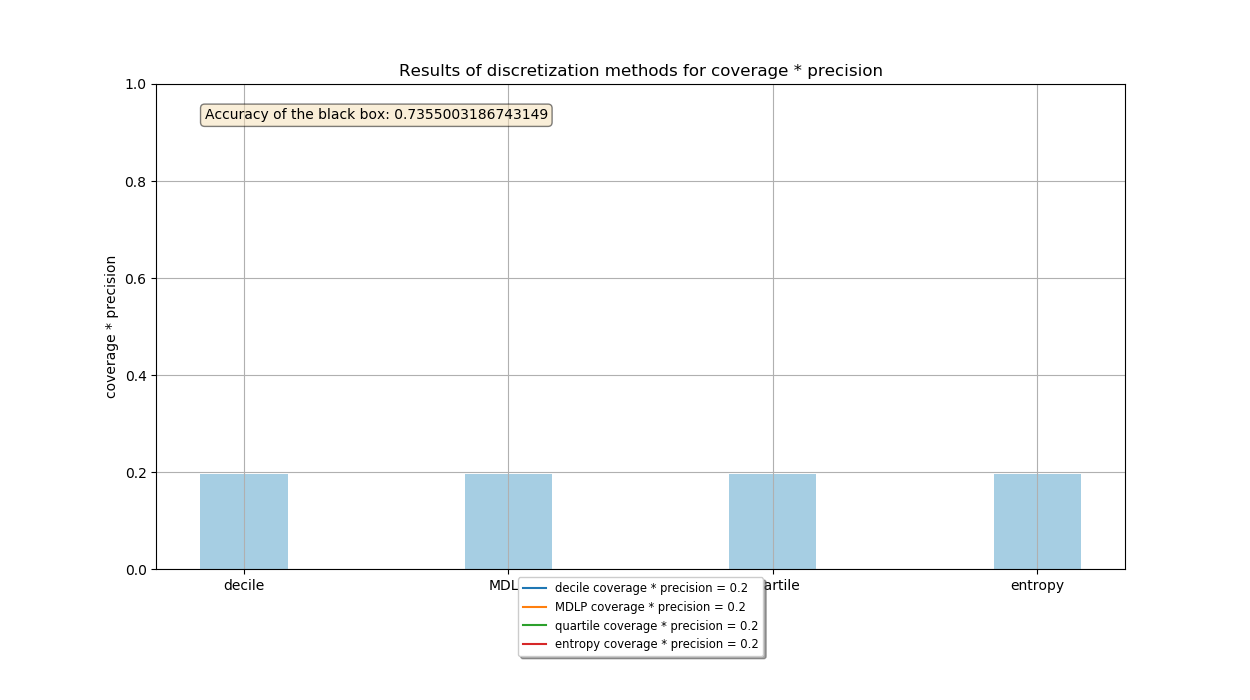 Results of discretization methods for coverage * precision
1.0
Accuracy of the black box: 0.7355003186743149
0.8
0.6
coverage * precision
0.4
0.2
0.0
decile MDL artile entropy
decile coverage * precision = 0.2
MDLP coverage * precision = 0.2
quartile coverage * precision = 0.2
entropy coverage * precision = 0.2